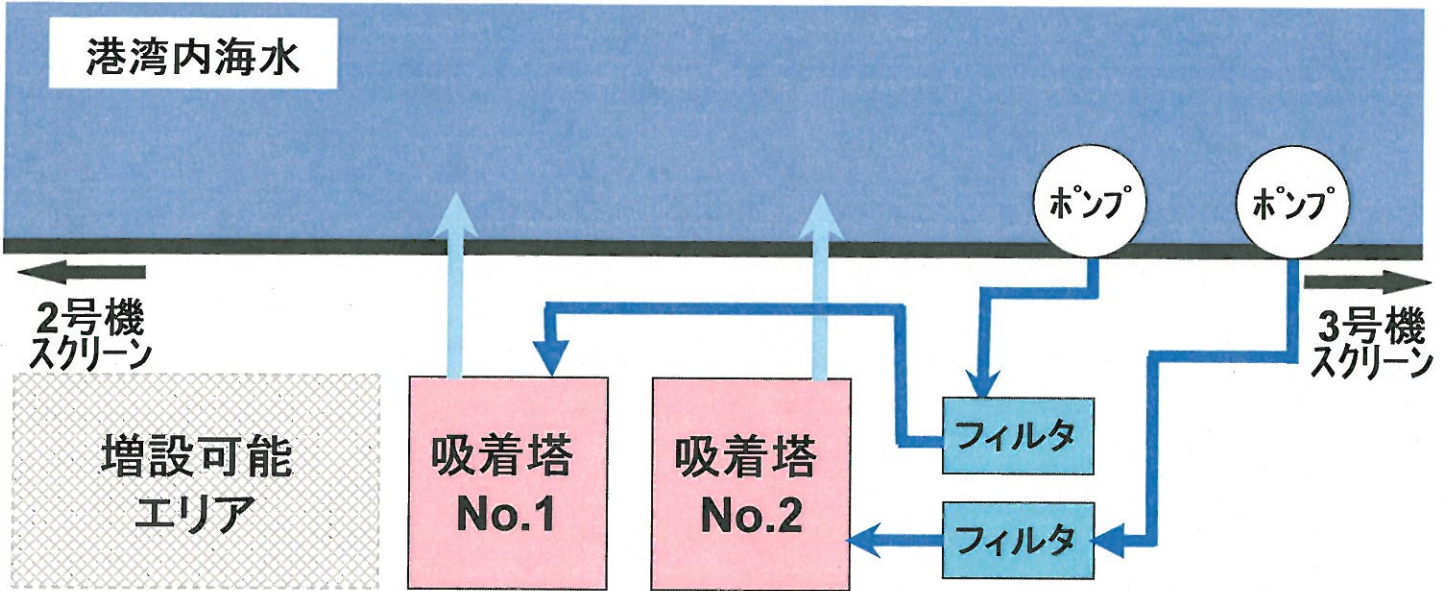 港湾内海水
ポンプ
ポンプ
2号機
スクリーン
3号機
スクリーン
増設可能
エリア
吸着塔
No.1
吸着塔
No.2
フィルタ
フィルタ